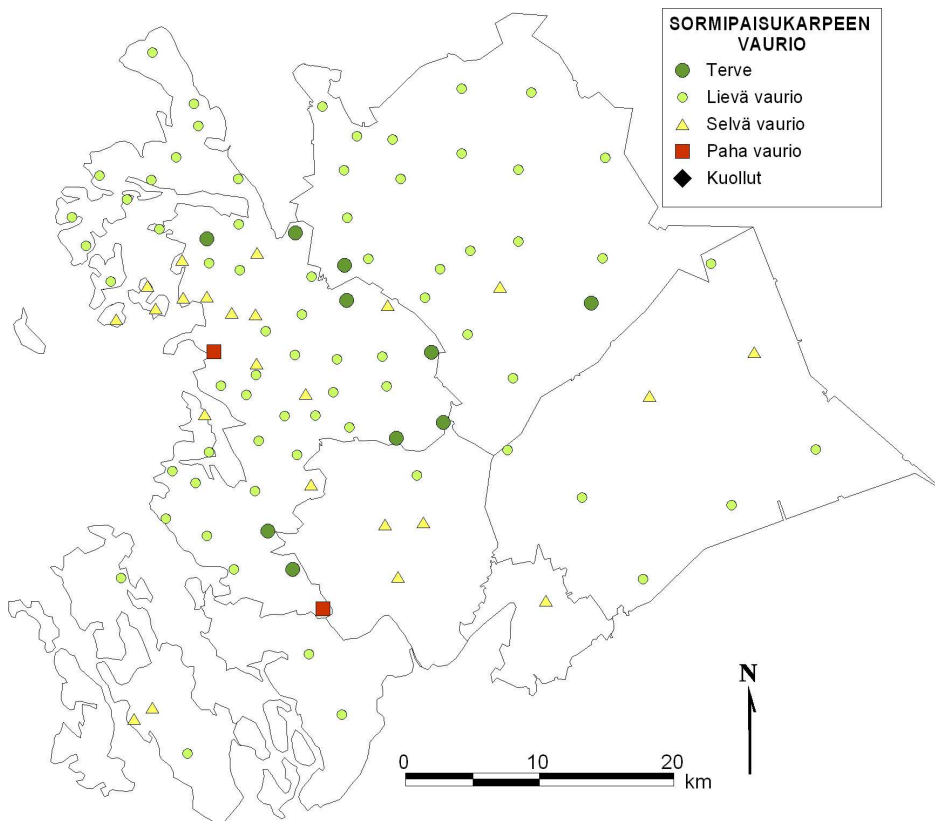 SORMIPAISUKARPEEN
VAURIO
Terve
Lievä vaurio
Selvä vaurio
Paha vaurio
Kuollut
N
0 10 20
km